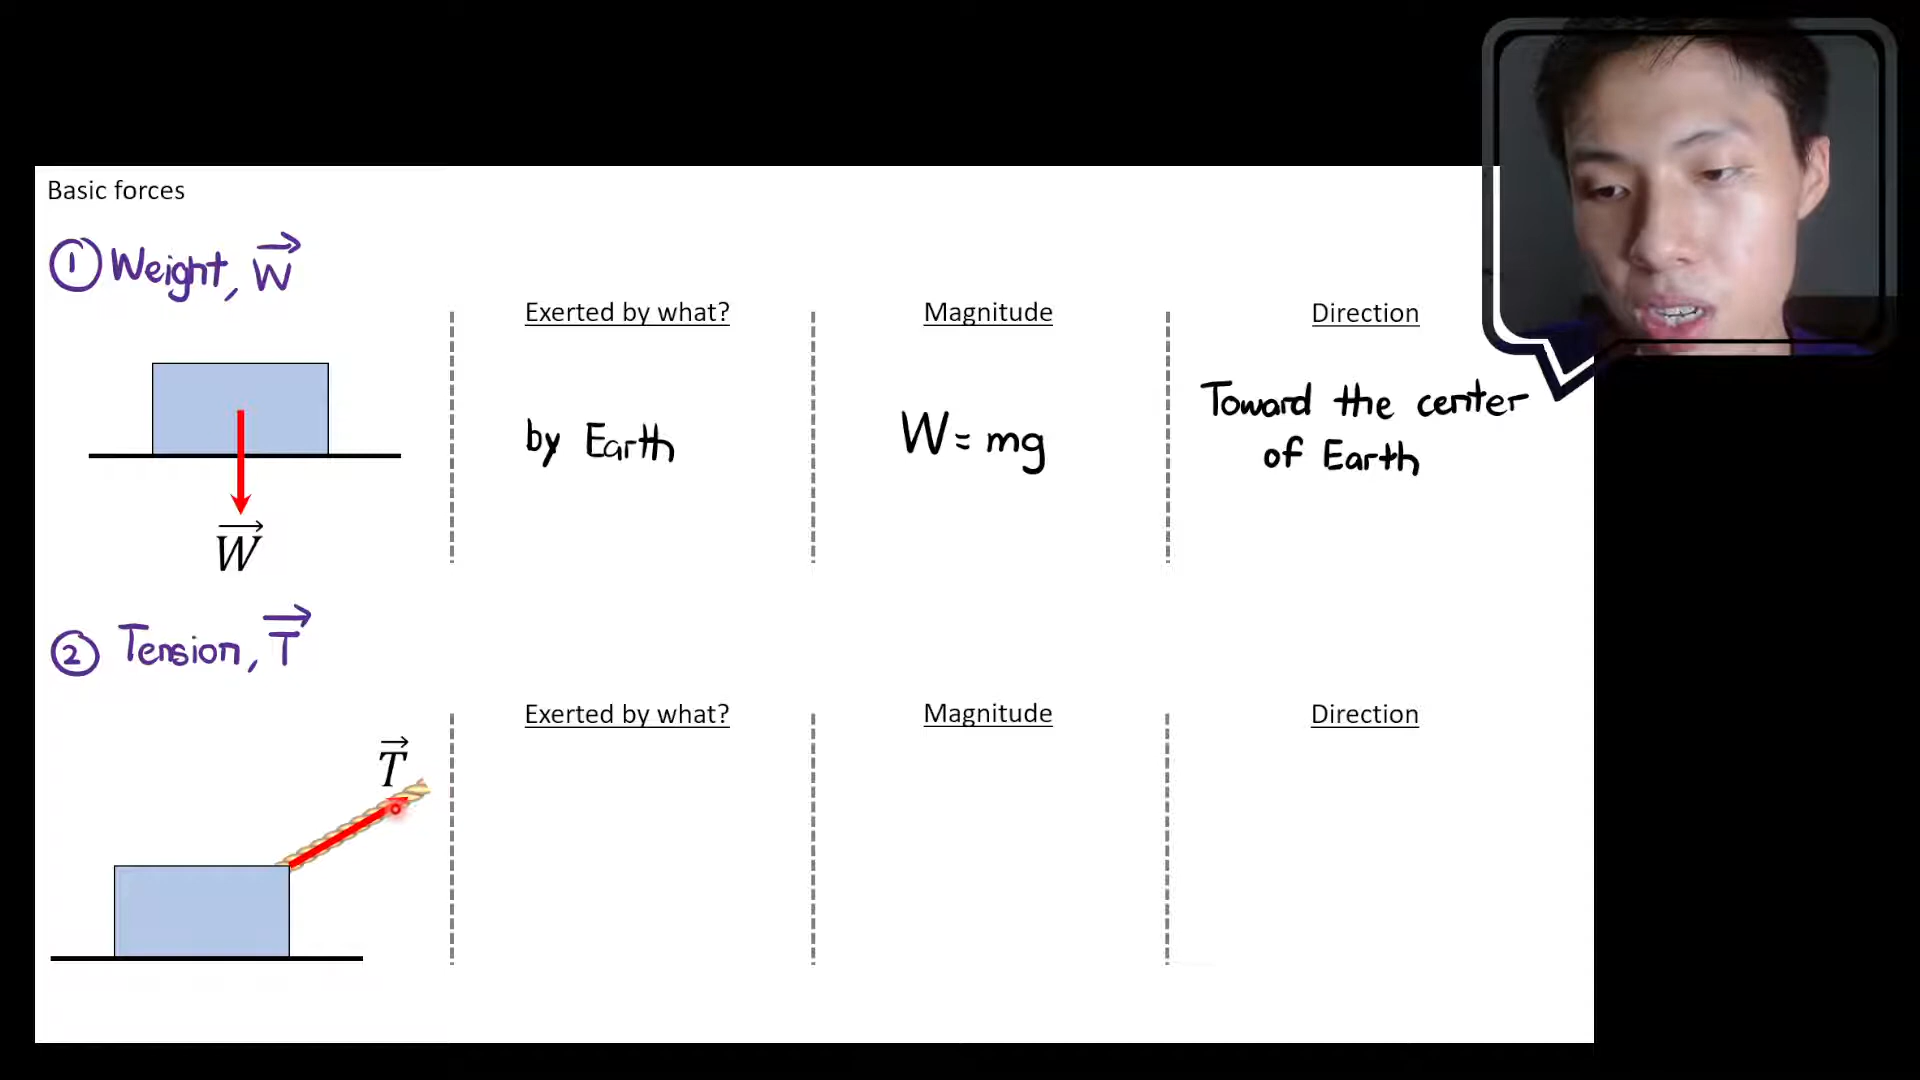 Basic forces
① Weight, W
Exerted by what?
Magnitude
Direction
by Earth
W = mg
Toward the center
of Earth
W
② Tension, T
Exerted by what?
Magnitude
Direction
T